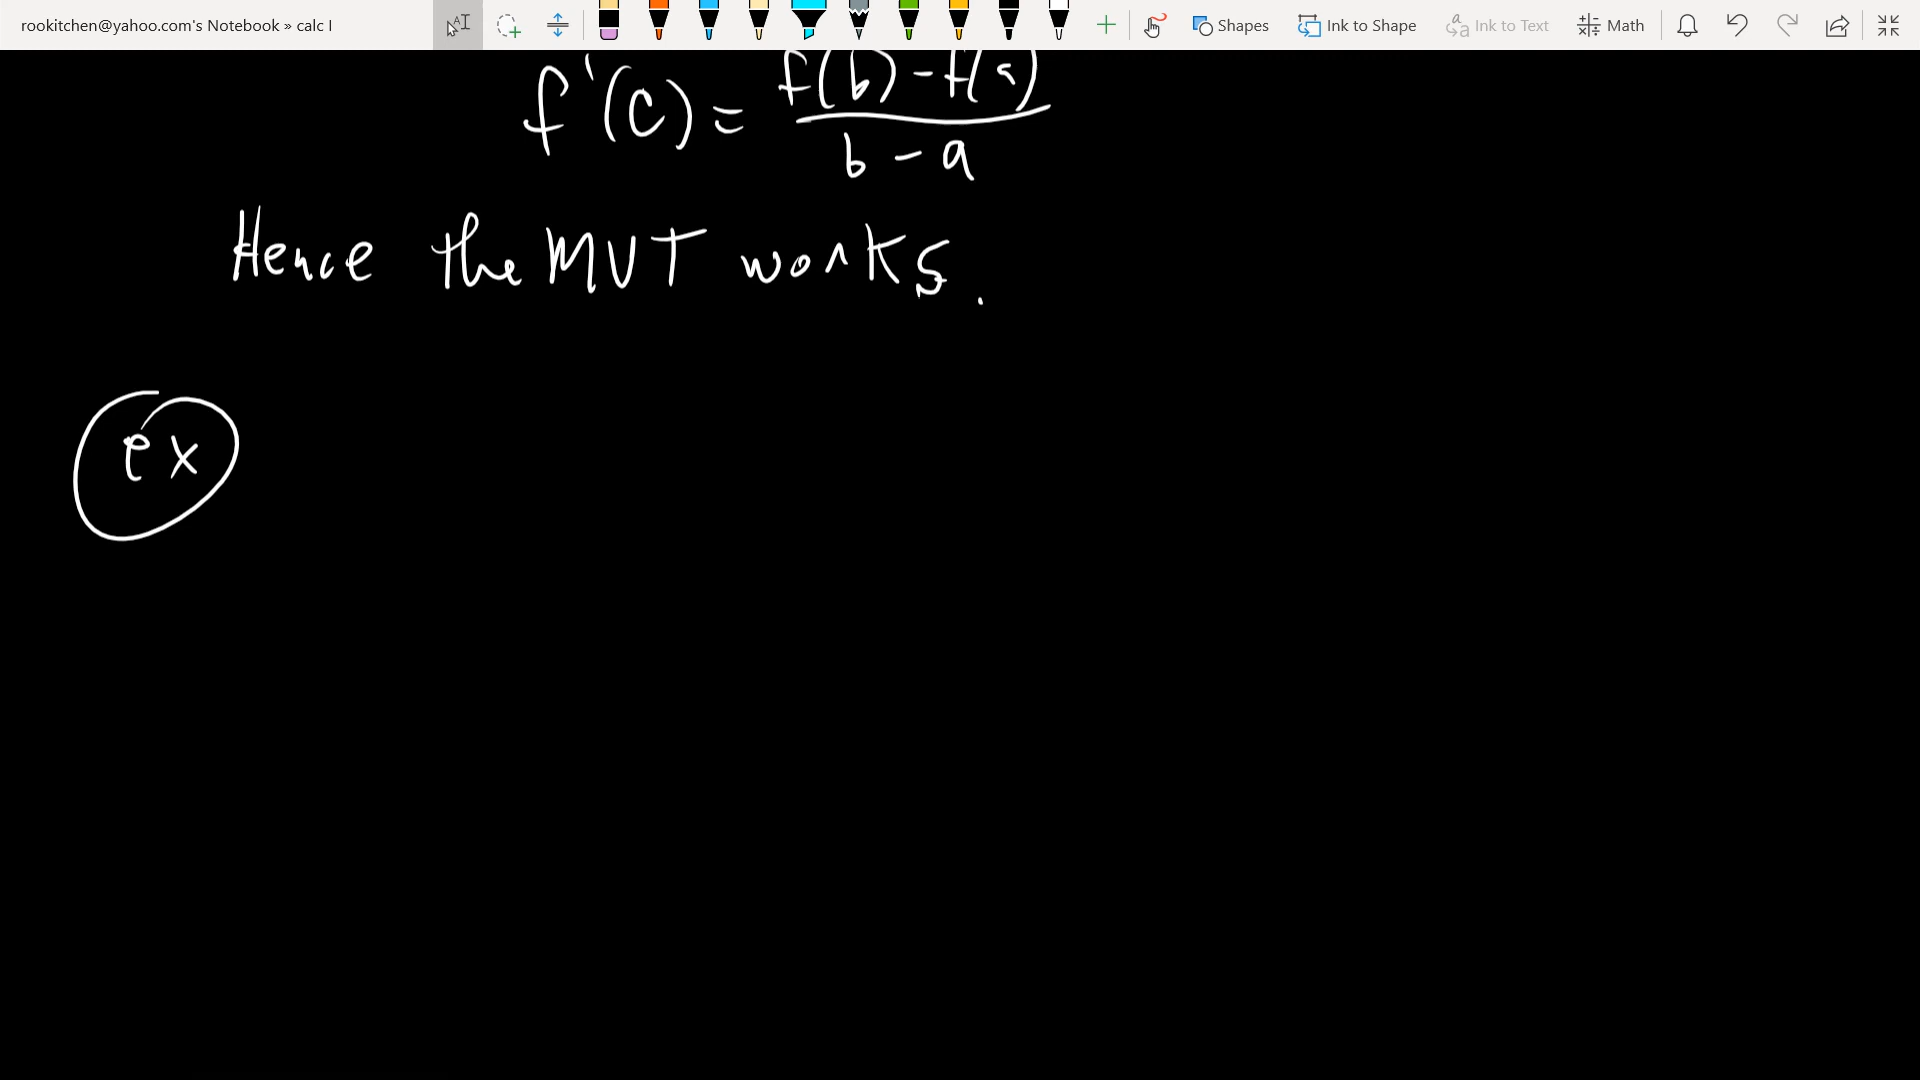 rookitchen@yahoo.com's Notebook » calc I
Shapes
Ink to Shape
Ink to Text
Math
f'(c) = f(b) - f(a)
b - a
Hence the MVT works.
ex